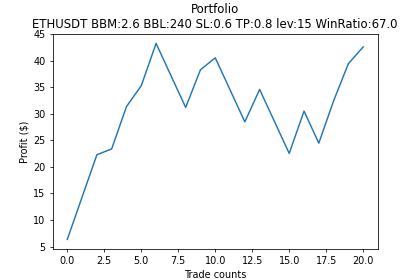 Portfolio
ETHUSDT BBM:2.6 BBL:240 SL:0.6 TP:0.8 lev:15 WinRatio:67.0
45
40
35
30
25
20
15
10
5
Profit ($)
0.0 2.5 5.0 7.5 10.0 12.5 15.0 17.5 20.0
Trade counts